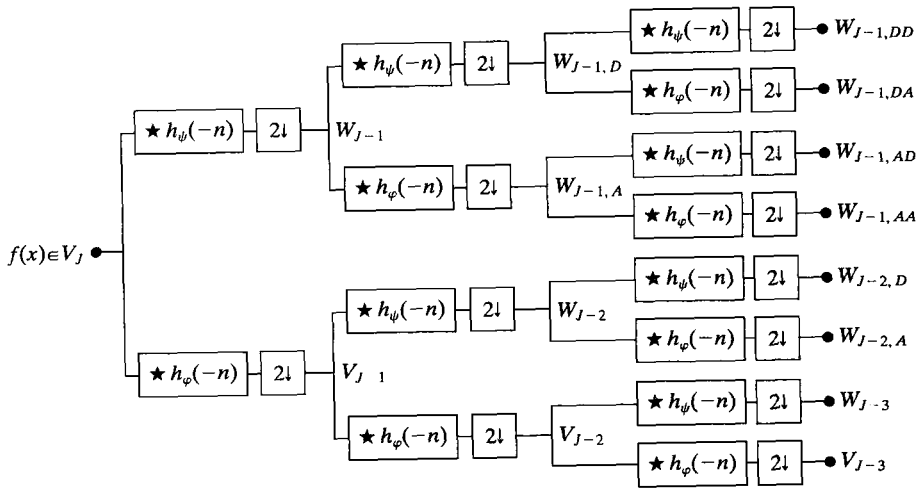 ★ h_ψ(−n) 2↓ W_{J−1,DD}
★ h_ψ(−n) 2↓ W_{J−1,D}
★ h_φ(−n) 2↓ W_{J−1,DA}
★ h_ψ(−n) 2↓ W_{J−1}
★ h_ψ(−n) 2↓ W_{J−1,AD}
★ h_φ(−n) 2↓ W_{J−1,A}
★ h_φ(−n) 2↓ W_{J−1,AA}
f(x)∈V_J
★ h_ψ(−n) 2↓ W_{J−2,D}
★ h_ψ(−n) 2↓ W_{J−2}
★ h_φ(−n) 2↓ W_{J−2,A}
★ h_φ(−n) 2↓ V_{J 1}
★ h_ψ(−n) 2↓ W_{J−3}
★ h_φ(−n) 2↓ V_{J−2}
★ h_φ(−n) 2↓ V_{J−3}